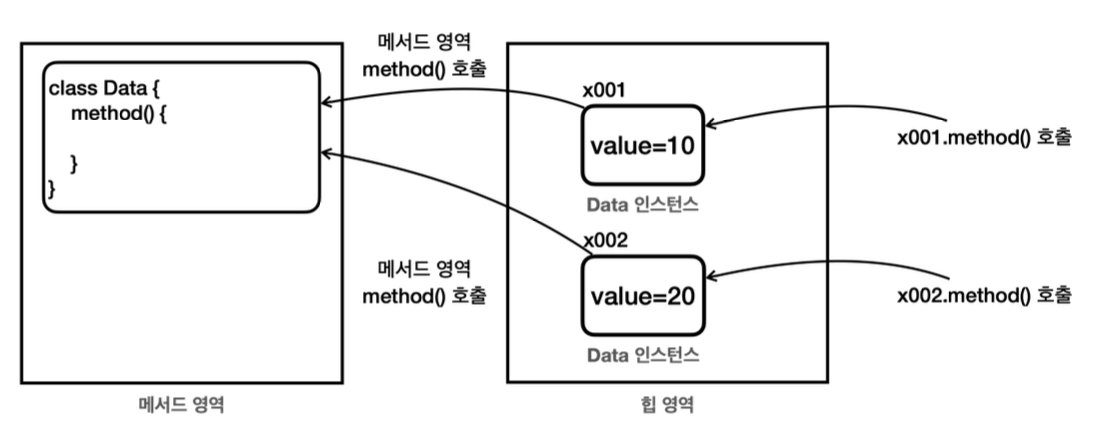 메서드 영역
method() 호출
class Data {
method() {
}
}
x001
value=10
Data 인스턴스
x001.method() 호출
메서드 영역
method() 호출
x002
value=20
Data 인스턴스
x002.method() 호출
메서드 영역
힙 영역